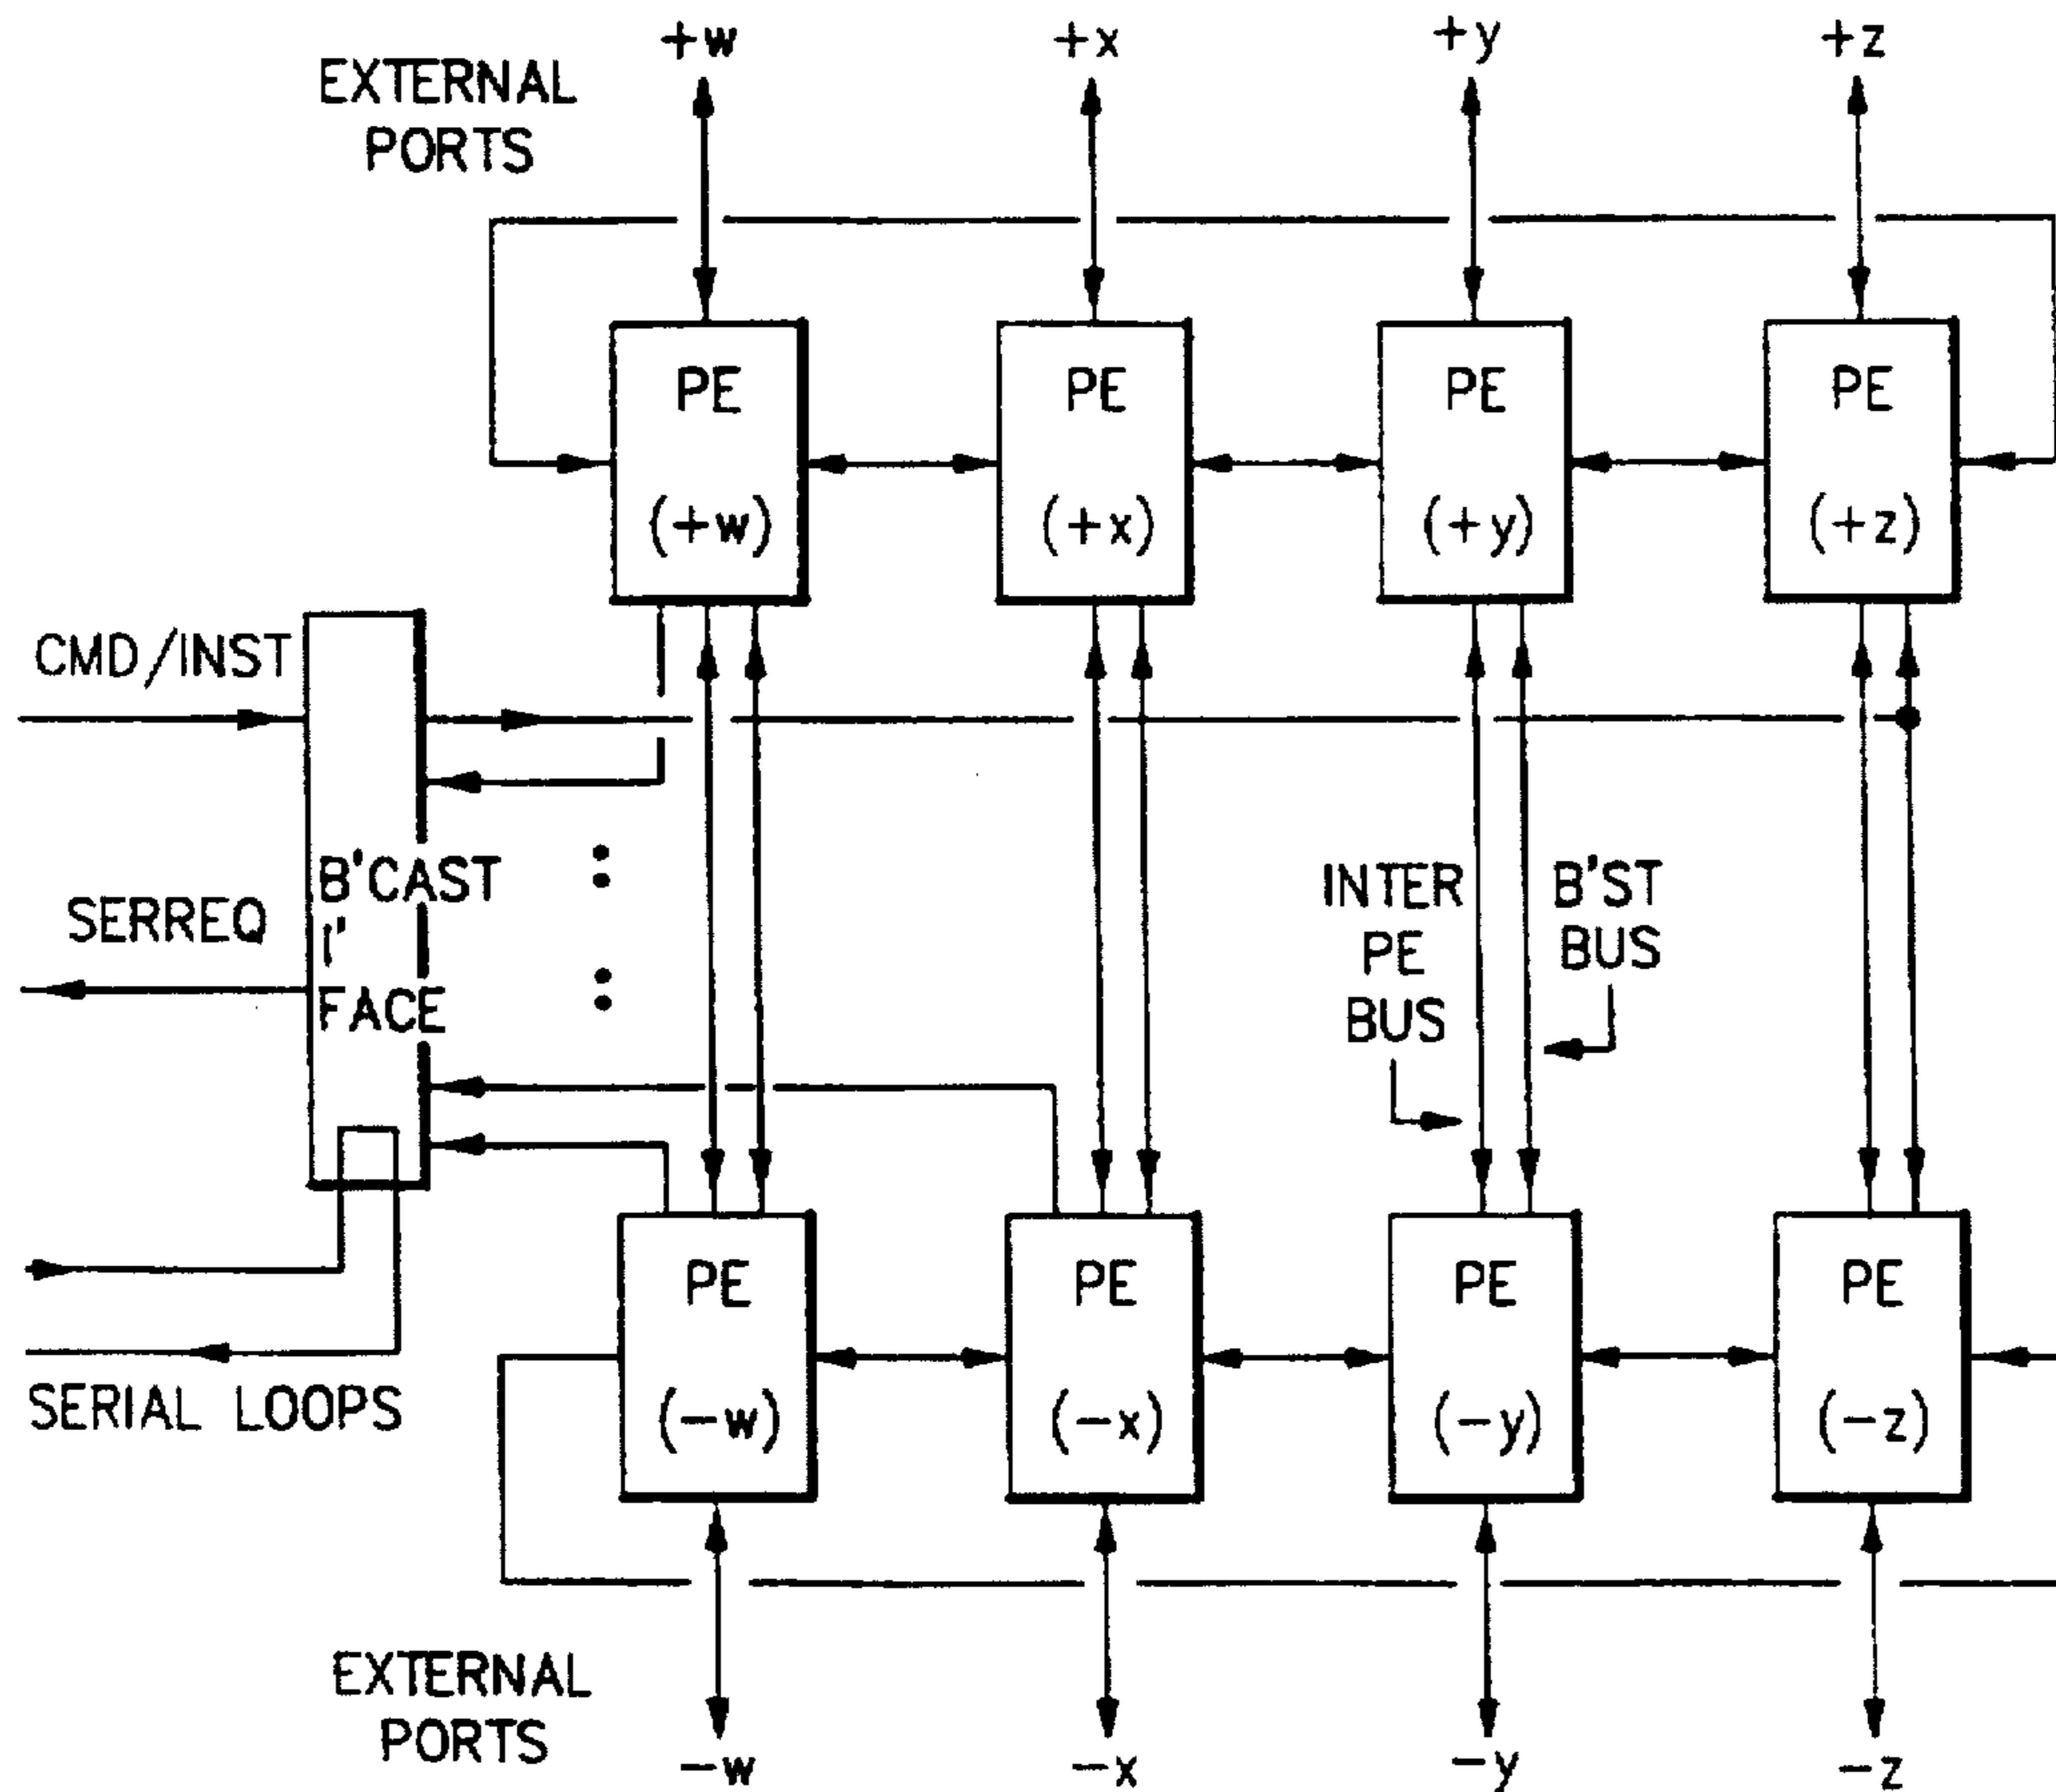 +w
+x
+y
+z
EXTERNAL
PORTS
PE
(+w)
PE
(+x)
PE
(+y)
PE
(+z)
CMD/INST
B'CAST
I'
FACE
SERREQ
INTER
PE
BUS
B'ST
BUS
SERIAL LOOPS
PE
(−w)
PE
(−x)
PE
(−y)
PE
(−z)
EXTERNAL
PORTS
−w
−x
−y
−z